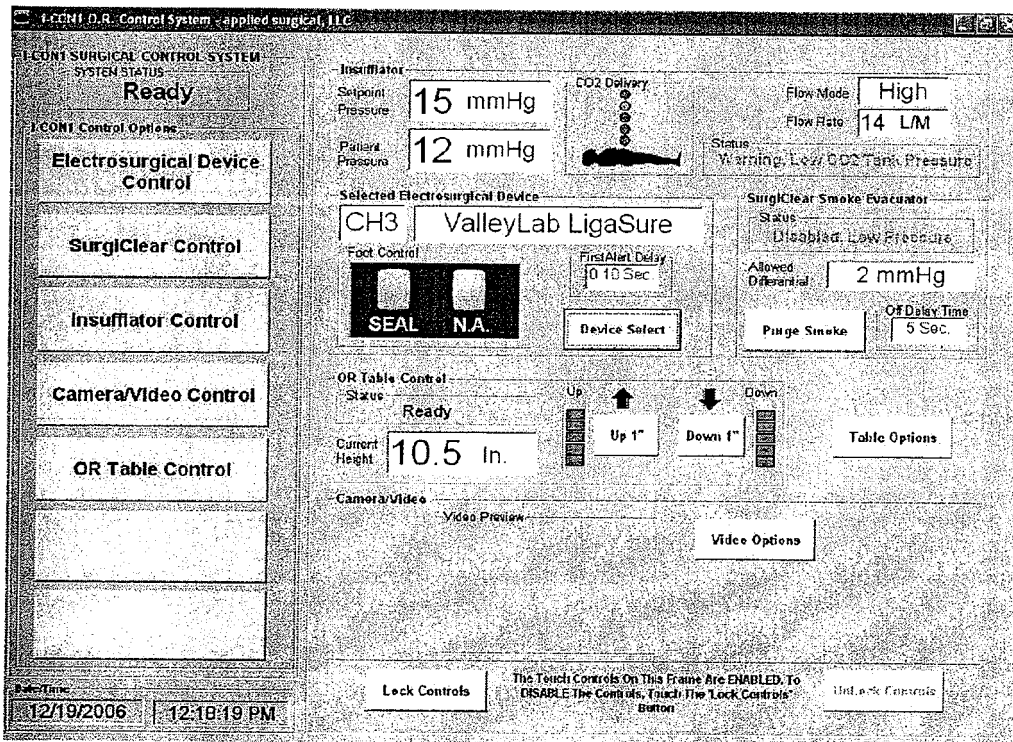 I-CON1 O.R. Control System - applied surgical, LLC
I-CON1 SURGICAL CONTROL SYSTEM
SYSTEM STATUS
Ready
I-CON1 Control Options
Electrosurgical Device
Control
SurgiClear Control
Insufflator Control
Camera/Video Control
OR Table Control
Date/Time
12/19/2006
12:18:19 PM
Insufflator
Setpoint
Pressure
15 mmHg
Patient
Pressure
12 mmHg
CO2 Delivery
Flow Mode
High
Flow Rate
14 L/M
Status
Warning, Low CO2 Tank Pressure
Selected Electrosurgical Device
CH3
ValleyLab LigaSure
Foot Control
SEAL
N.A.
FirstAlert Delay
0.10 Sec.
Device Select
SurgiClear Smoke Evacuator
Status
Disabled, Low Pressure
Allowed
Differential
2 mmHg
Purge Smoke
Off Delay Time
5 Sec.
OR Table Control
Status
Ready
Current
Height
10.5 In.
Up
Up 1"
Down 1"
Down
Table Options
Camera/Video
Video Preview
Video Options
Lock Controls
The Touch Controls On This Frame Are ENABLED. To
DISABLE The Controls, Touch The "Lock Controls"
Button
UnLock Controls